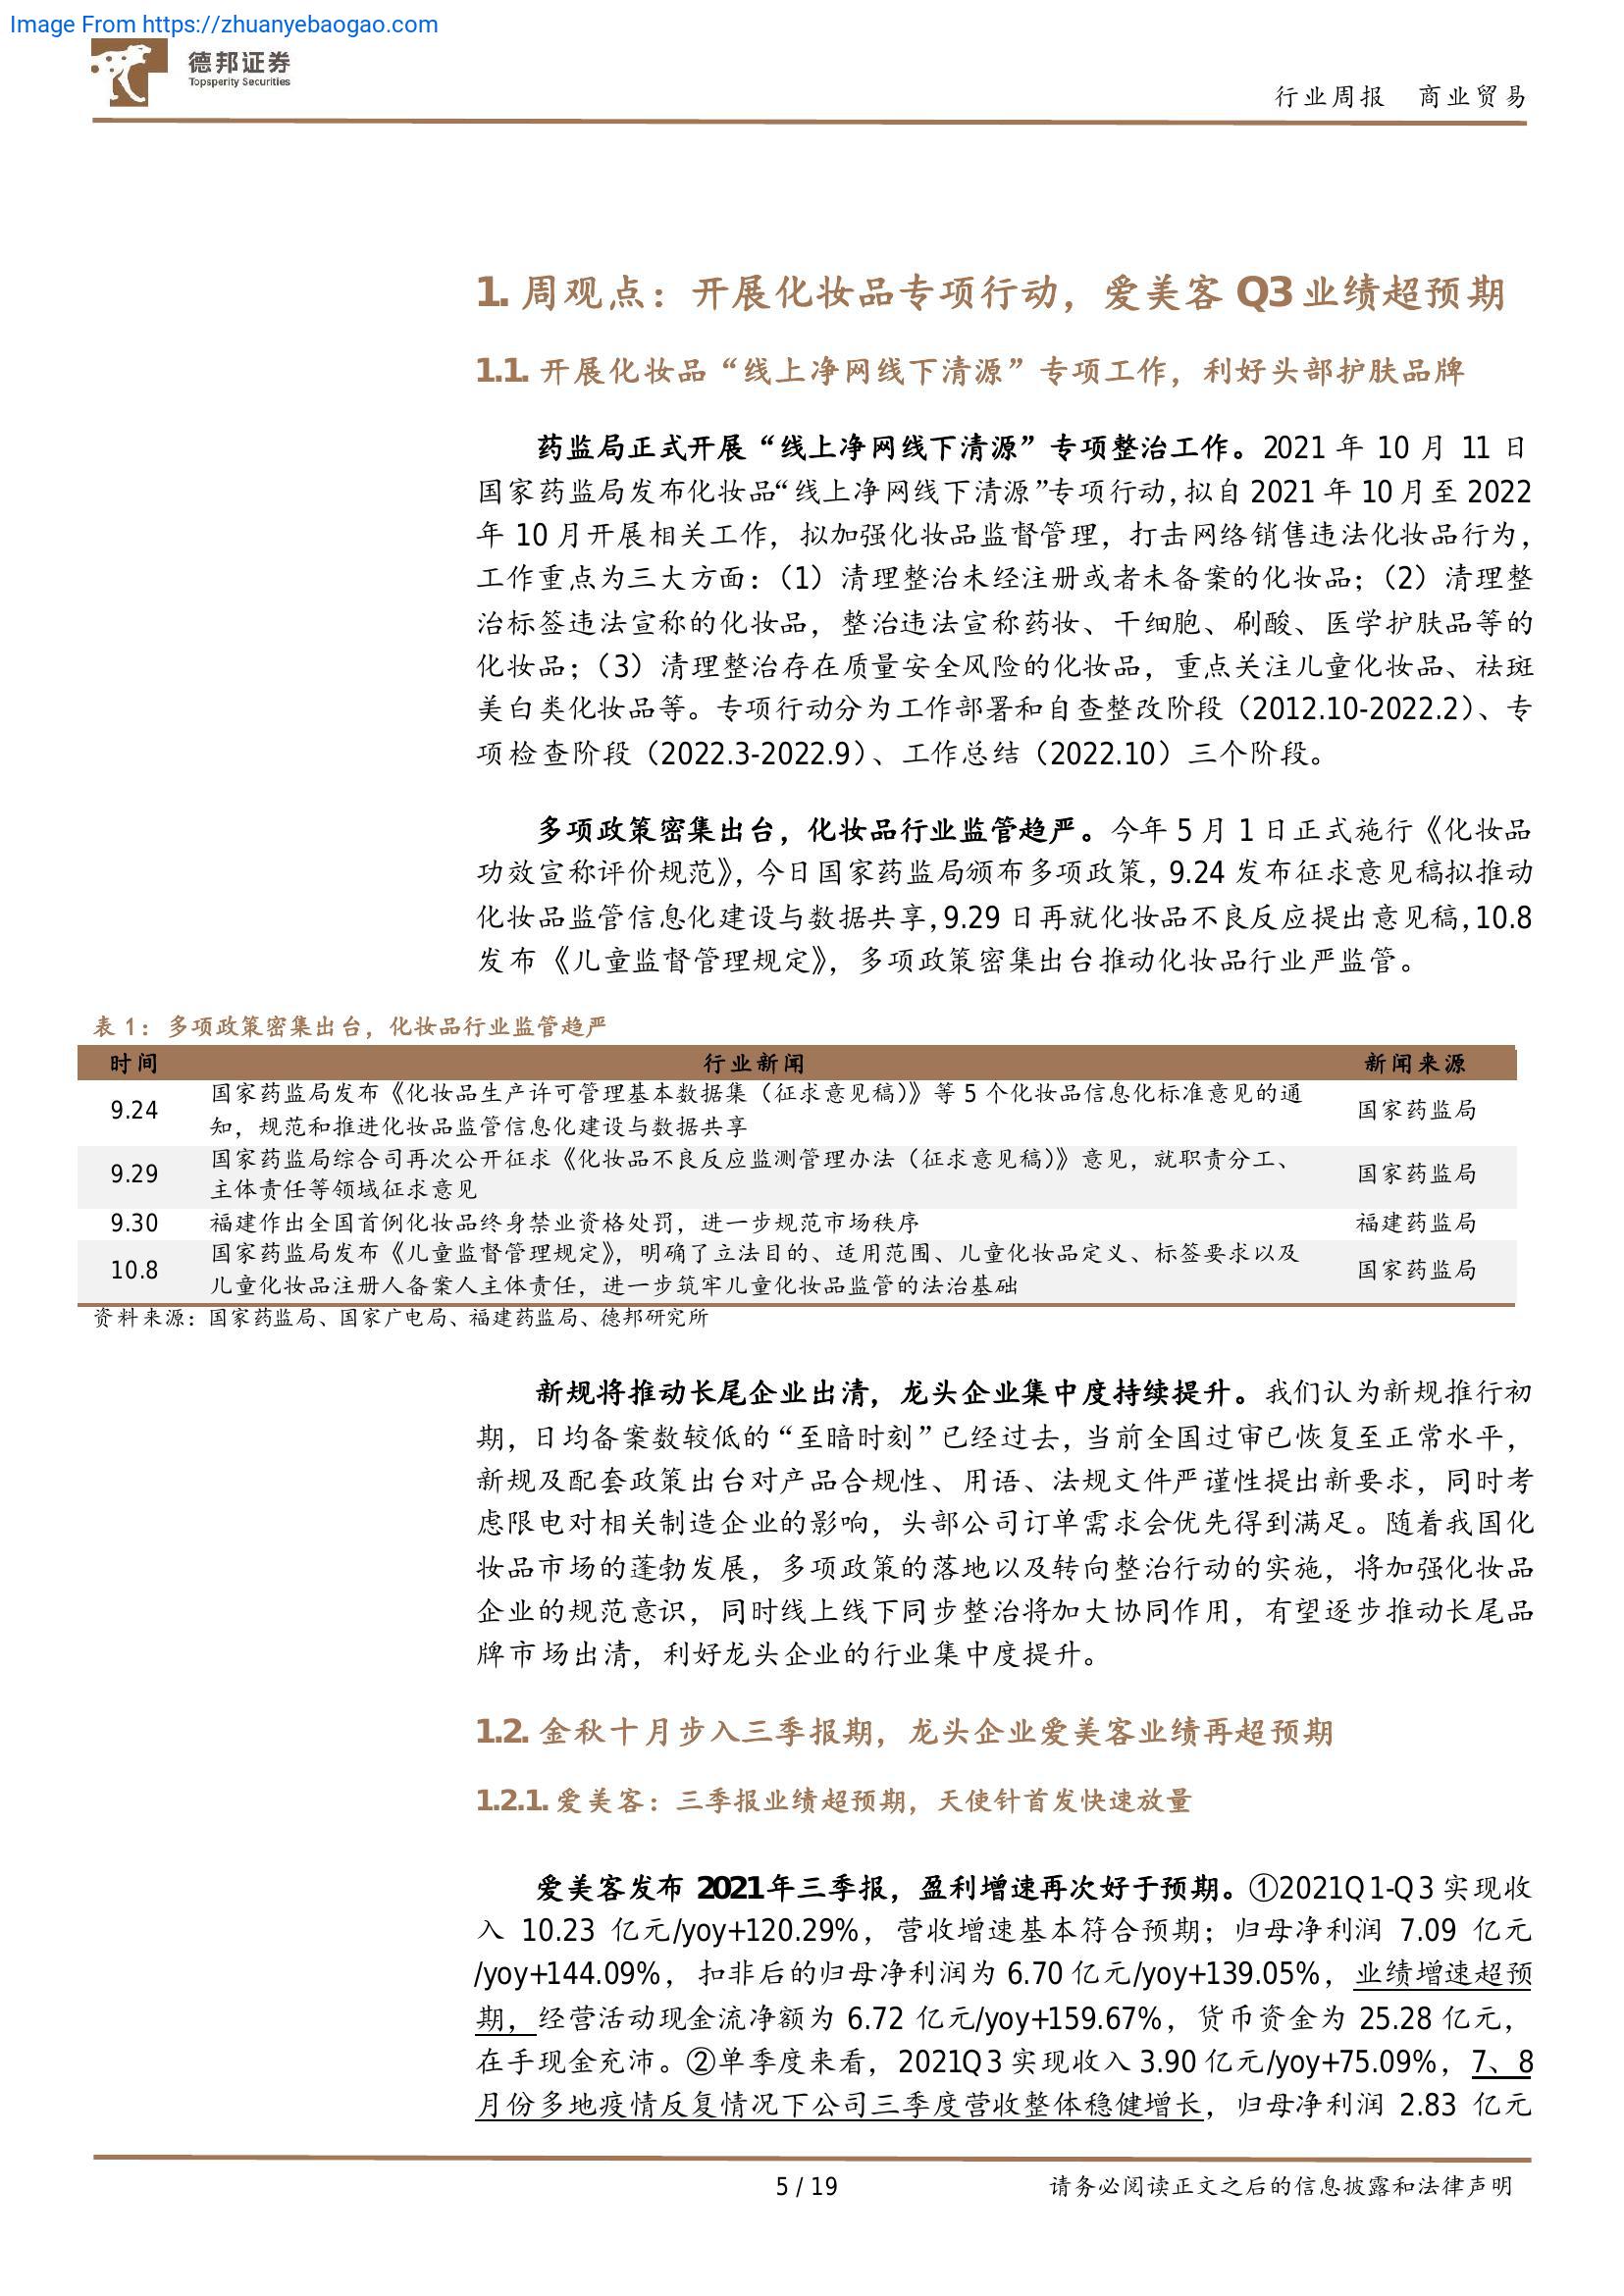 Image From https://zhuanyebaogao.com
德邦证券
Topsperity Securities
行业周报 商业贸易
1. 周观点：开展化妆品专项行动，爱美客 Q3 业绩超预期
1.1. 开展化妆品“线上净网线下清源”专项工作，利好头部护肤品牌
药监局正式开展“线上净网线下清源”专项整治工作。2021 年 10 月 11 日
国家药监局发布化妆品“线上净网线下清源”专项行动，拟自 2021 年 10 月至 2022
年 10 月开展相关工作，拟加强化妆品监督管理，打击网络销售违法化妆品行为，
工作重点为三大方面：（1）清理整治未经注册或者未备案的化妆品；（2）清理整
治标签违法宣称的化妆品，整治违法宣称药妆、干细胞、刷酸、医学护肤品等的
化妆品；（3）清理整治存在质量安全风险的化妆品，重点关注儿童化妆品、祛斑
美白类化妆品等。专项行动分为工作部署和自查整改阶段（2012.10-2022.2）、专
项检查阶段（2022.3-2022.9）、工作总结（2022.10）三个阶段。
多项政策密集出台，化妆品行业监管趋严。今年 5 月 1 日正式施行《化妆品
功效宣称评价规范》，今日国家药监局颁布多项政策，9.24 发布征求意见稿拟推动
化妆品监管信息化建设与数据共享，9.29 日再就化妆品不良反应提出意见稿，10.8
发布《儿童监督管理规定》，多项政策密集出台推动化妆品行业严监管。
表 1：多项政策密集出台，化妆品行业监管趋严
时间 行业新闻 新闻来源
9.24 国家药监局发布《化妆品生产许可管理基本数据集（征求意见稿）》等 5 个化妆品信息化标准意见的通 国家药监局
知，规范和推进化妆品监管信息化建设与数据共享
9.29 国家药监局综合司再次公开征求《化妆品不良反应监测管理办法（征求意见稿）》意见，就职责分工、 国家药监局
主体责任等领域征求意见
9.30 福建作出全国首例化妆品终身禁业资格处罚，进一步规范市场秩序 福建药监局
10.8 国家药监局发布《儿童监督管理规定》，明确了立法目的、适用范围、儿童化妆品定义、标签要求以及 国家药监局
儿童化妆品注册人备案人主体责任，进一步筑牢儿童化妆品监管的法治基础
资料来源：国家药监局、国家广电局、福建药监局、德邦研究所
新规将推动长尾企业出清，龙头企业集中度持续提升。我们认为新规推行初
期，日均备案数较低的“至暗时刻”已经过去，当前全国过审已恢复至正常水平，
新规及配套政策出台对产品合规性、用语、法规文件严谨性提出新要求，同时考
虑限电对相关制造企业的影响，头部公司订单需求会优先得到满足。随着我国化
妆品市场的蓬勃发展，多项政策的落地以及转向整治行动的实施，将加强化妆品
企业的规范意识，同时线上线下同步整治将加大协同作用，有望逐步推动长尾品
牌市场出清，利好龙头企业的行业集中度提升。
1.2. 金秋十月步入三季报期，龙头企业爱美客业绩再超预期
1.2.1. 爱美客：三季报业绩超预期，天使针首发快速放量
爱美客发布 2021 年三季报，盈利增速再次好于预期。①2021Q1-Q3 实现收
入 10.23 亿元/yoy+120.29%，营收增速基本符合预期；归母净利润 7.09 亿元
/yoy+144.09%，扣非后的归母净利润为 6.70 亿元/yoy+139.05%，业绩增速超预
期，经营活动现金流净额为 6.72 亿元/yoy+159.67%，货币资金为 25.28 亿元，
在手现金充沛。②单季度来看，2021Q3 实现收入 3.90 亿元/yoy+75.09%，7、8
月份多地疫情反复情况下公司三季度营收整体稳健增长，归母净利润 2.83 亿元
5 / 19 请务必阅读正文之后的信息披露和法律声明